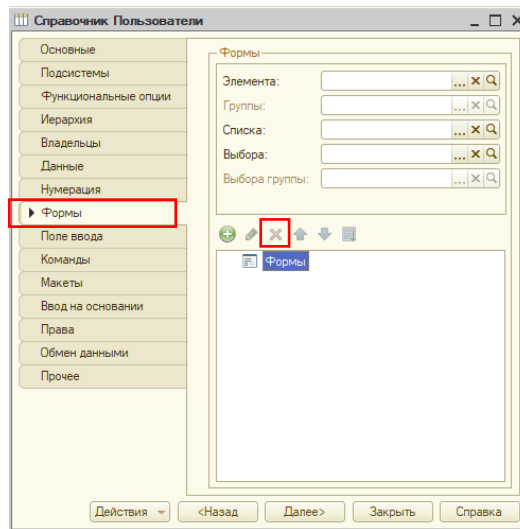 Справочник Пользователи
Основные
Подсистемы
Функциональные опции
Иерархия
Владельцы
Данные
Нумерация
Формы
Поле ввода
Команды
Макеты
Ввод на основании
Права
Обмен данными
Прочее
Формы
Элемента:
Группы:
Списка:
Выбора:
Выбора группы:
Формы
Действия
<Назад
Далее>
Закрыть
Справка